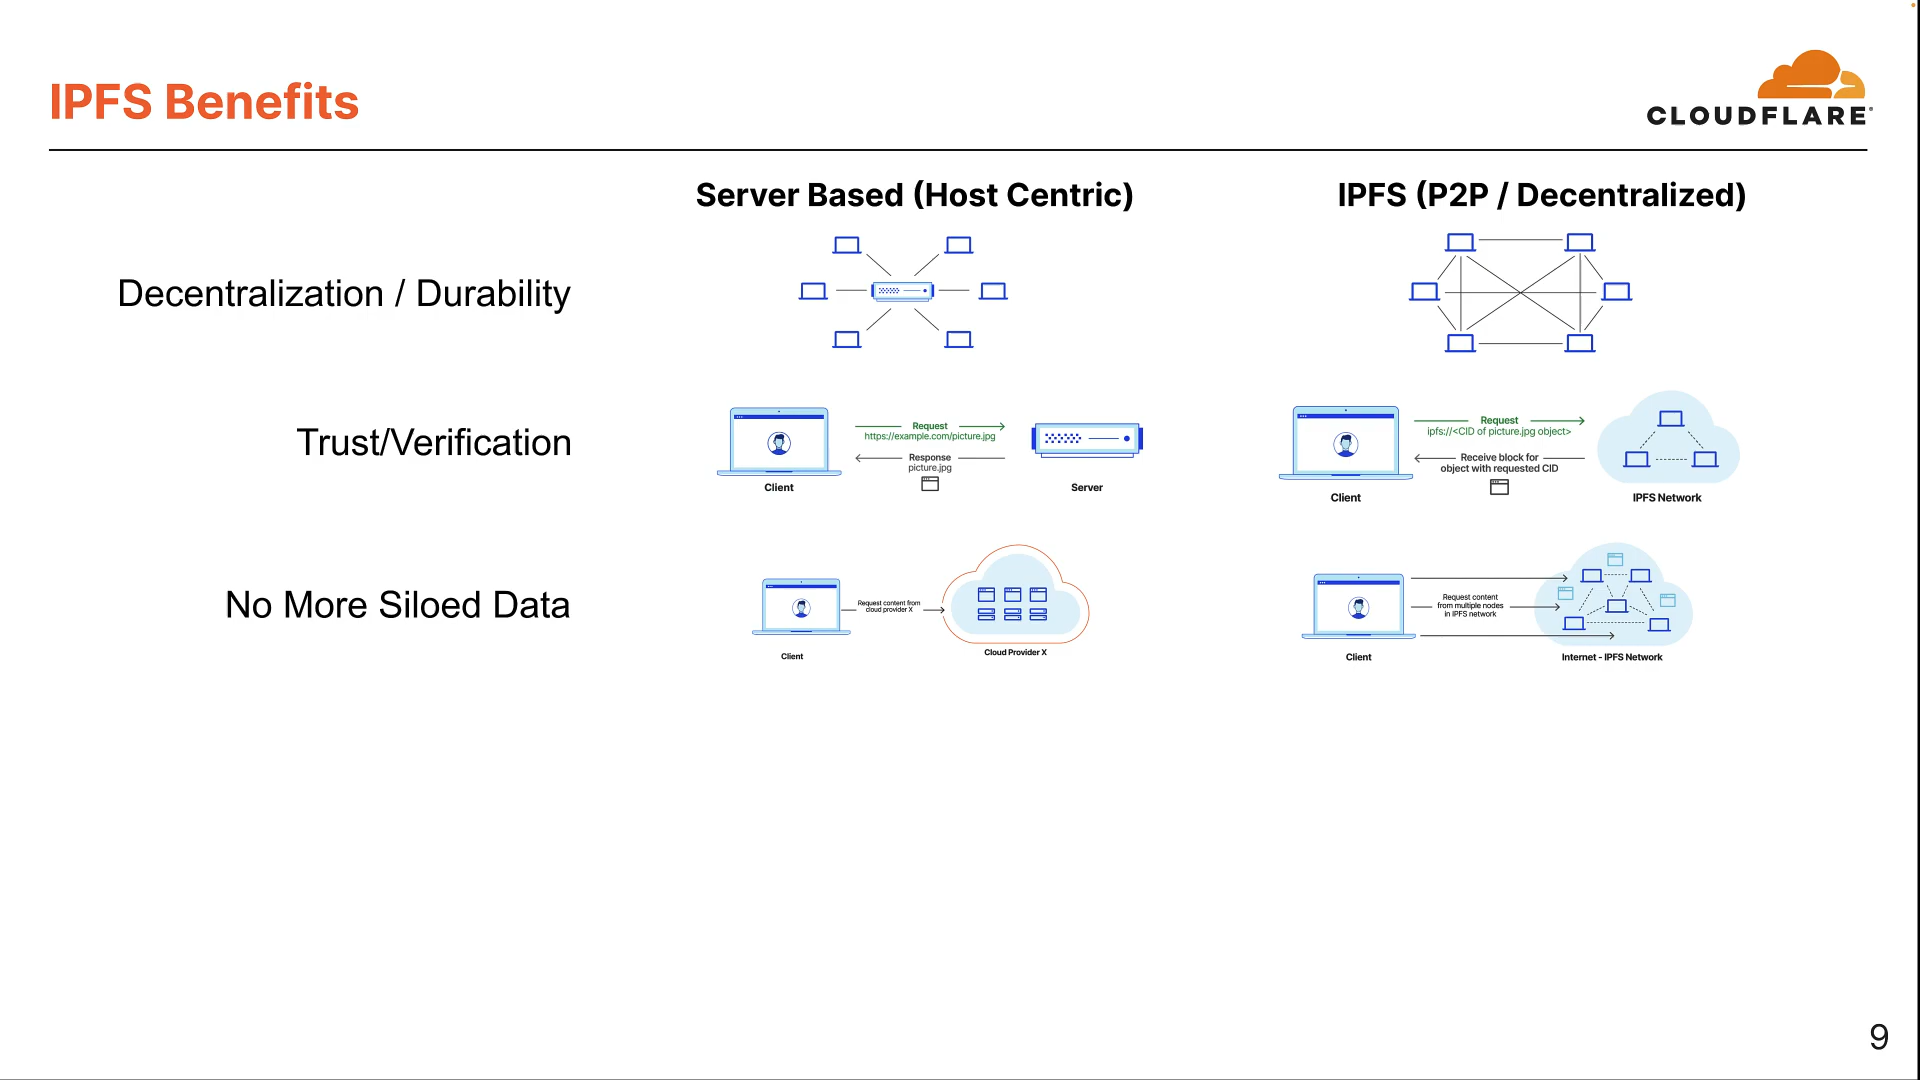 IPFS Benefits
CLOUDFLARE
Server Based (Host Centric)
IPFS (P2P / Decentralized)
Decentralization / Durability
Trust/Verification
Request
https://example.com/picture.jpg
Response
picture.jpg
Client
Server
Request
ipfs://<CID of picture.jpg object>
Receive block for
object with requested CID
Client
IPFS Network
No More Siloed Data
Request content from
cloud provider X
Client
Cloud Provider X
Request content
from multiple nodes
in IPFS network
Client
Internet - IPFS Network
9